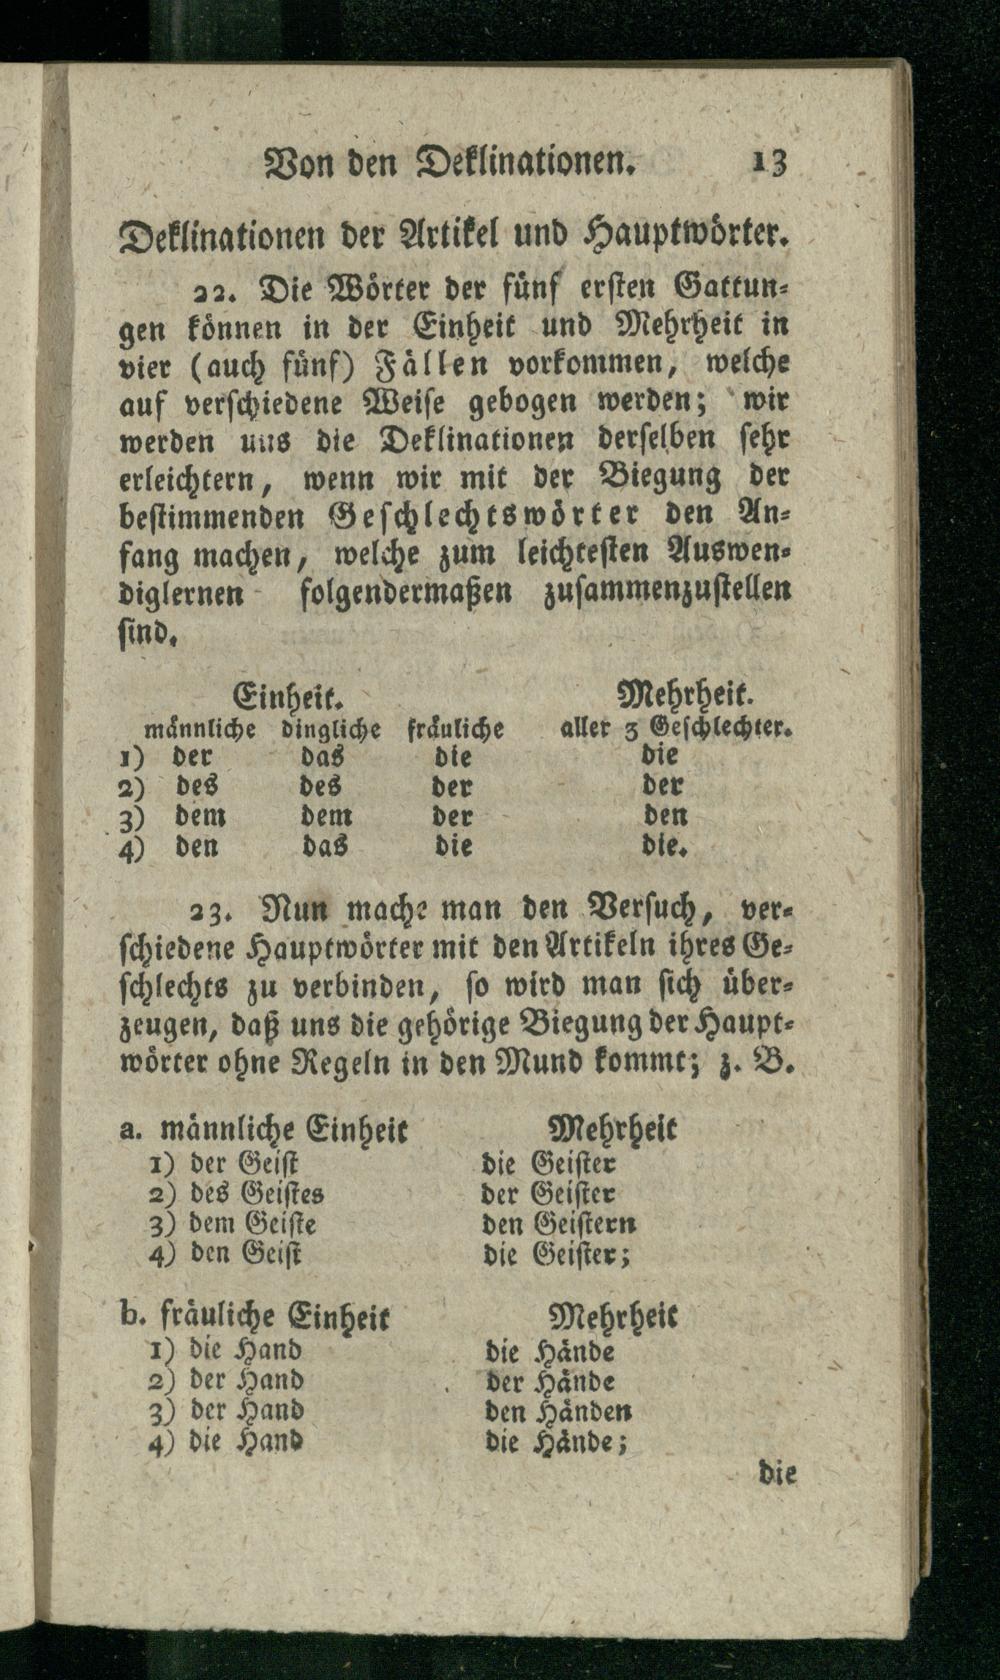 Von den Deklinationen. 13
Deklinationen der Artikel und Hauptwörter.
22. Die Wörter der fünf ersten Gattun-
gen können in der Einheit und Mehrheit in
vier (auch fünf) Fällen vorkommen, welche
auf verschiedene Weise gebogen werden; wir
werden uns die Deklinationen derselben sehr
erleichtern, wenn wir mit der Biegung der
bestimmenden Geschlechtswörter den An-
fang machen, welche zum leichtesten Auswen-
diglernen folgendermaßen zusammenzustellen
sind.
Einheit. Mehrheit.
männliche dingliche fräuliche aller 3 Geschlechter.
1) der das die die
2) des des der der
3) dem dem der den
4) den das die die.
23. Nun mache man den Versuch, ver-
schiedene Hauptwörter mit den Artikeln ihres Ge-
schlechts zu verbinden, so wird man sich über-
zeugen, daß uns die gehörige Biegung der Haupt-
wörter ohne Regeln in den Mund kommt; z. B.
a. männliche Einheit Mehrheit
1) der Geist die Geister
2) des Geistes der Geister
3) dem Geiste den Geistern
4) den Geist die Geister;
b. fräuliche Einheit Mehrheit
1) die Hand die Hände
2) der Hand der Hände
3) der Hand den Händen
4) die Hand die Hände;
die